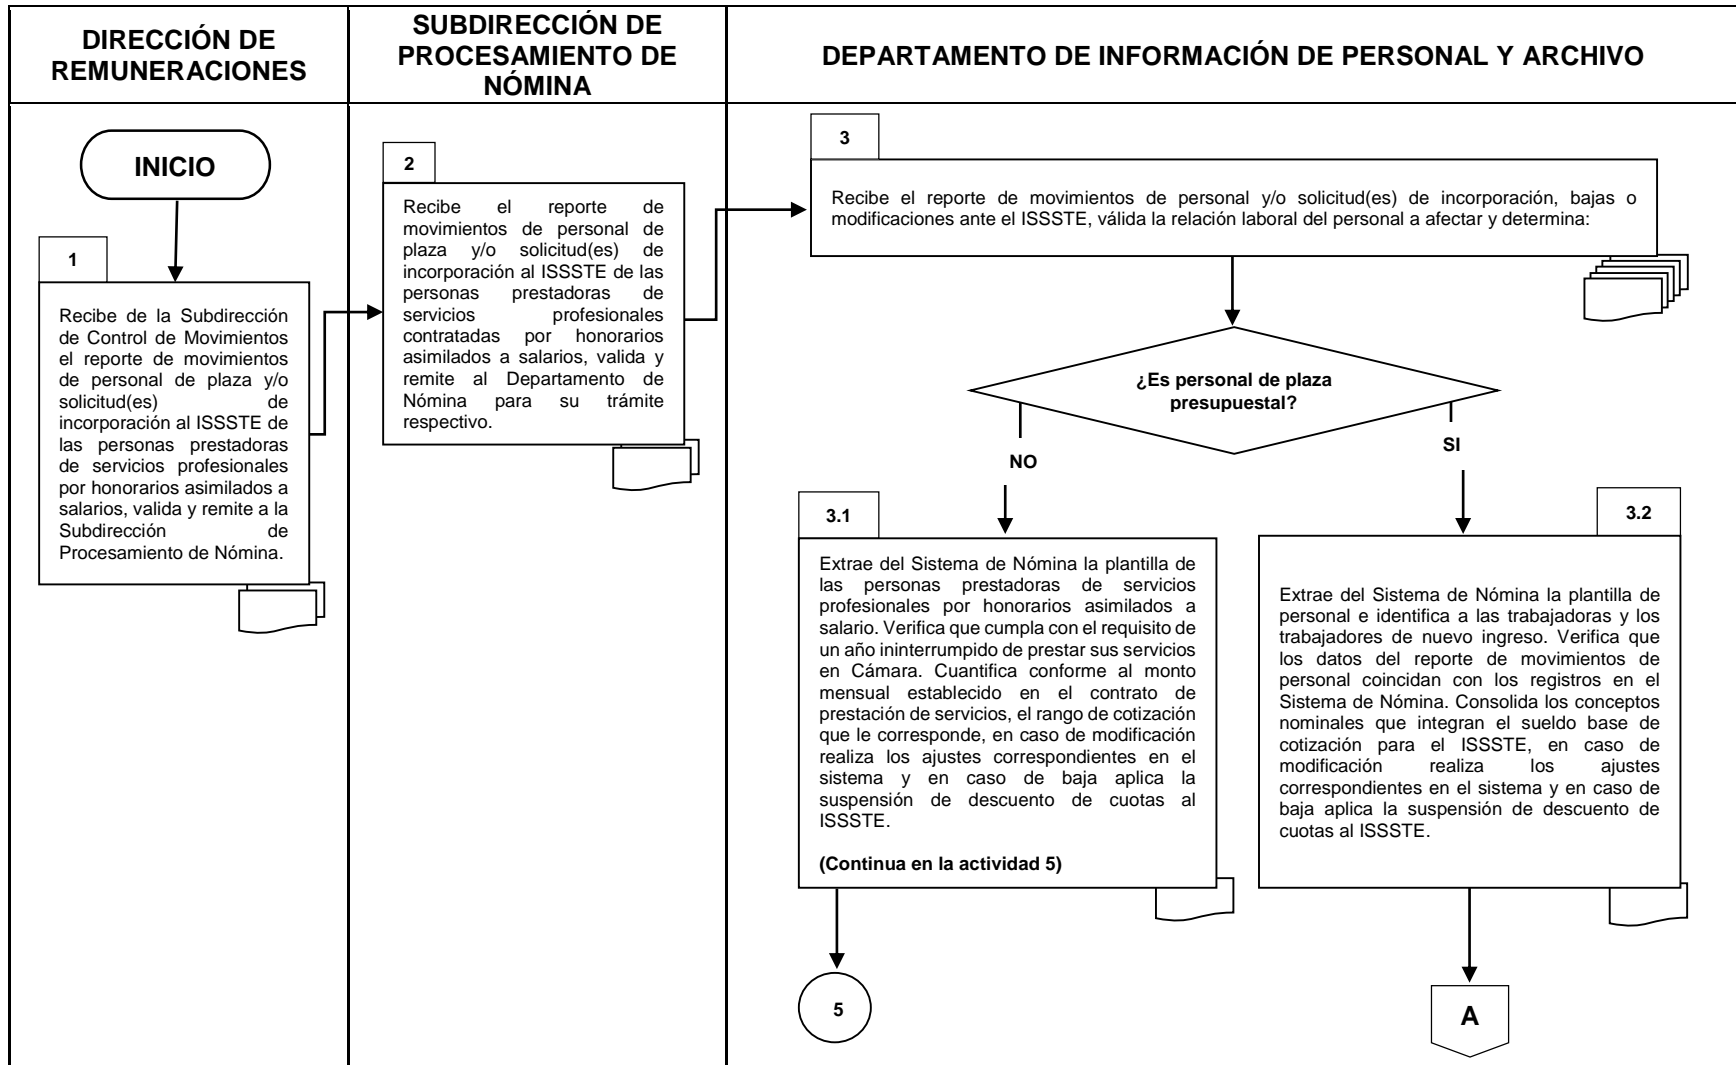 DIRECCIÓN DE
REMUNERACIONES
SUBDIRECCIÓN DE
PROCESAMIENTO DE
NÓMINA
DEPARTAMENTO DE INFORMACIÓN DE PERSONAL Y ARCHIVO
INICIO
1
Recibe de la Subdirección
de Control de Movimientos
el reporte de movimientos
de personal de plaza y/o
solicitud(es) de
incorporación al ISSSTE de
las personas prestadoras
de servicios profesionales
por honorarios asimilados a
salarios, valida y remite a la
Subdirección de
Procesamiento de Nómina.
2
Recibe el reporte de
movimientos de personal de
plaza y/o solicitud(es) de
incorporación al ISSSTE de las
personas prestadoras de
servicios profesionales
contratadas por honorarios
asimilados a salarios, valida y
remite al Departamento de
Nómina para su trámite
respectivo.
3
Recibe el reporte de movimientos de personal y/o solicitud(es) de incorporación, bajas o
modificaciones ante el ISSSTE, válida la relación laboral del personal a afectar y determina:
¿Es personal de plaza
presupuestal?
NO
SI
3.1
Extrae del Sistema de Nómina la plantilla de
las personas prestadoras de servicios
profesionales por honorarios asimilados a
salario. Verifica que cumpla con el requisito de
un año ininterrumpido de prestar sus servicios
en Cámara. Cuantifica conforme al monto
mensual establecido en el contrato de
prestación de servicios, el rango de cotización
que le corresponde, en caso de modificación
realiza los ajustes correspondientes en el
sistema y en caso de baja aplica la
suspensión de descuento de cuotas al
ISSSTE.
(Continua en la actividad 5)
5
3.2
Extrae del Sistema de Nómina la plantilla de
personal e identifica a las trabajadoras y los
trabajadores de nuevo ingreso. Verifica que
los datos del reporte de movimientos de
personal coincidan con los registros en el
Sistema de Nómina. Consolida los conceptos
nominales que integran el sueldo base de
cotización para el ISSSTE, en caso de
modificación realiza los ajustes
correspondientes en el sistema y en caso de
baja aplica la suspensión de descuento de
cuotas al ISSSTE.
A